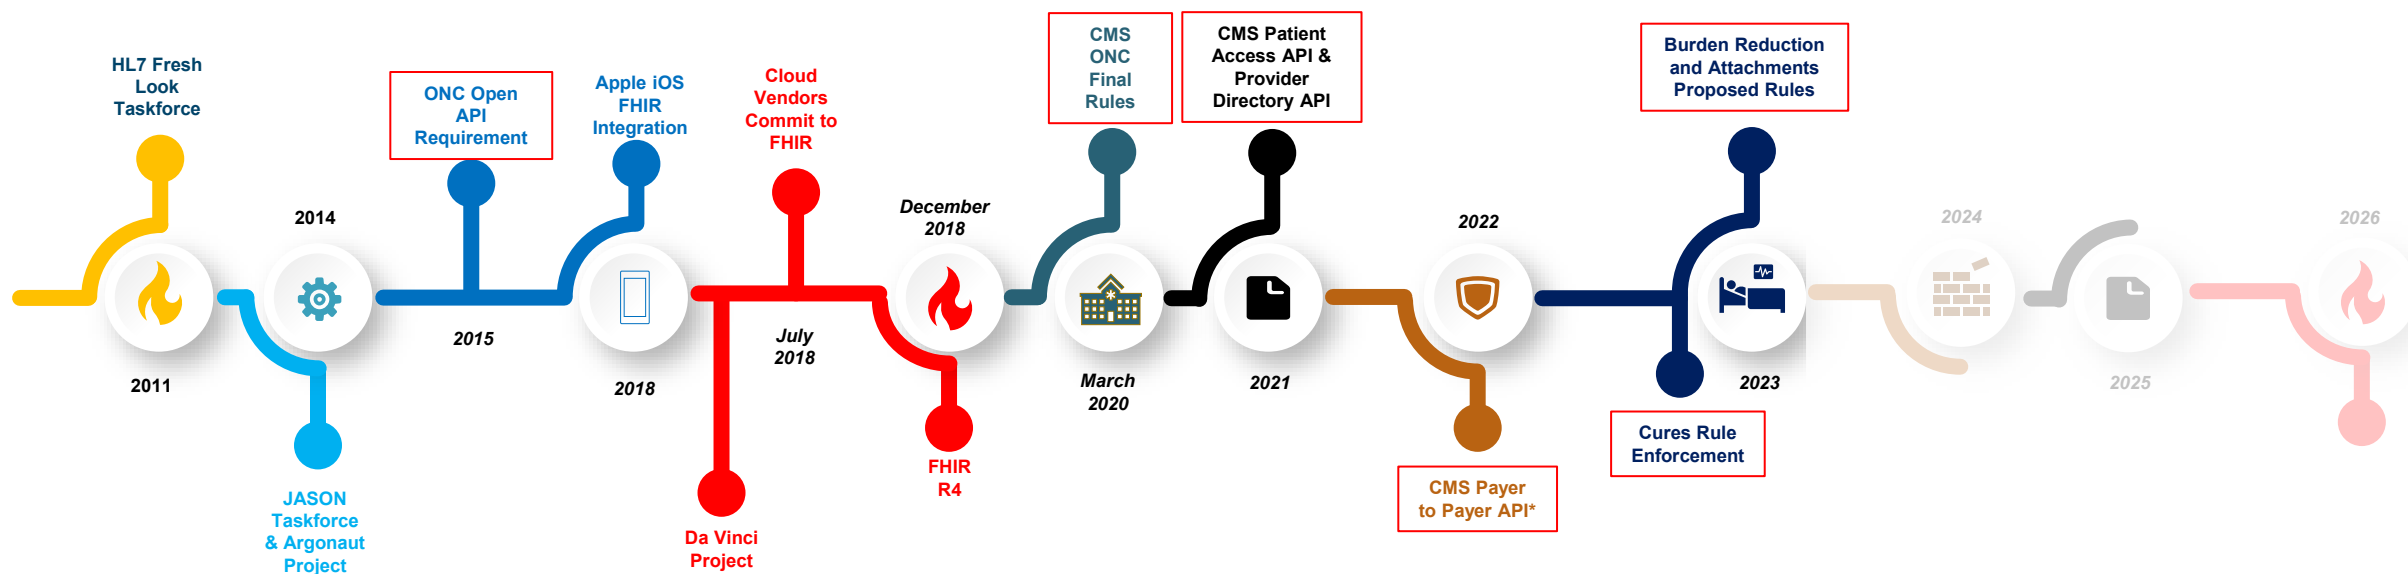 HL7 Fresh
Look
Taskforce
2011
2014
JASON
Taskforce
& Argonaut
Project
ONC Open
API
Requirement
2015
Apple iOS
FHIR
Integration
2018
Da Vinci
Project
Cloud
Vendors
Commit to
FHIR
July
2018
December
2018
FHIR
R4
CMS
ONC
Final
Rules
March
2020
CMS Patient
Access API &
Provider
Directory API
2021
2022
CMS Payer
to Payer API*
Burden Reduction
and Attachments
Proposed Rules
Cures Rule
Enforcement
2023
2024
2025
2026